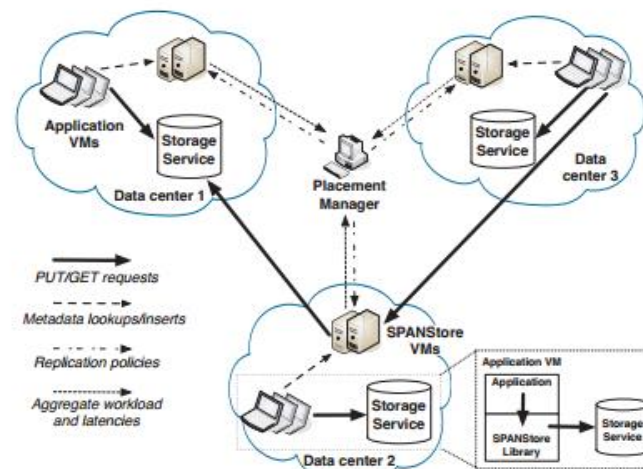 Application
VMs
Storage
Service
Data center 1
Placement
Manager
Storage
Service
Data
center 3
PUT/GET requests
Metadata lookups/inserts
Replication policies
Aggregate workload
and latencies
SPANStore
VMs
Storage
Service
Data center 2
Application VM
Application
SPANStore
Library
Storage
Service